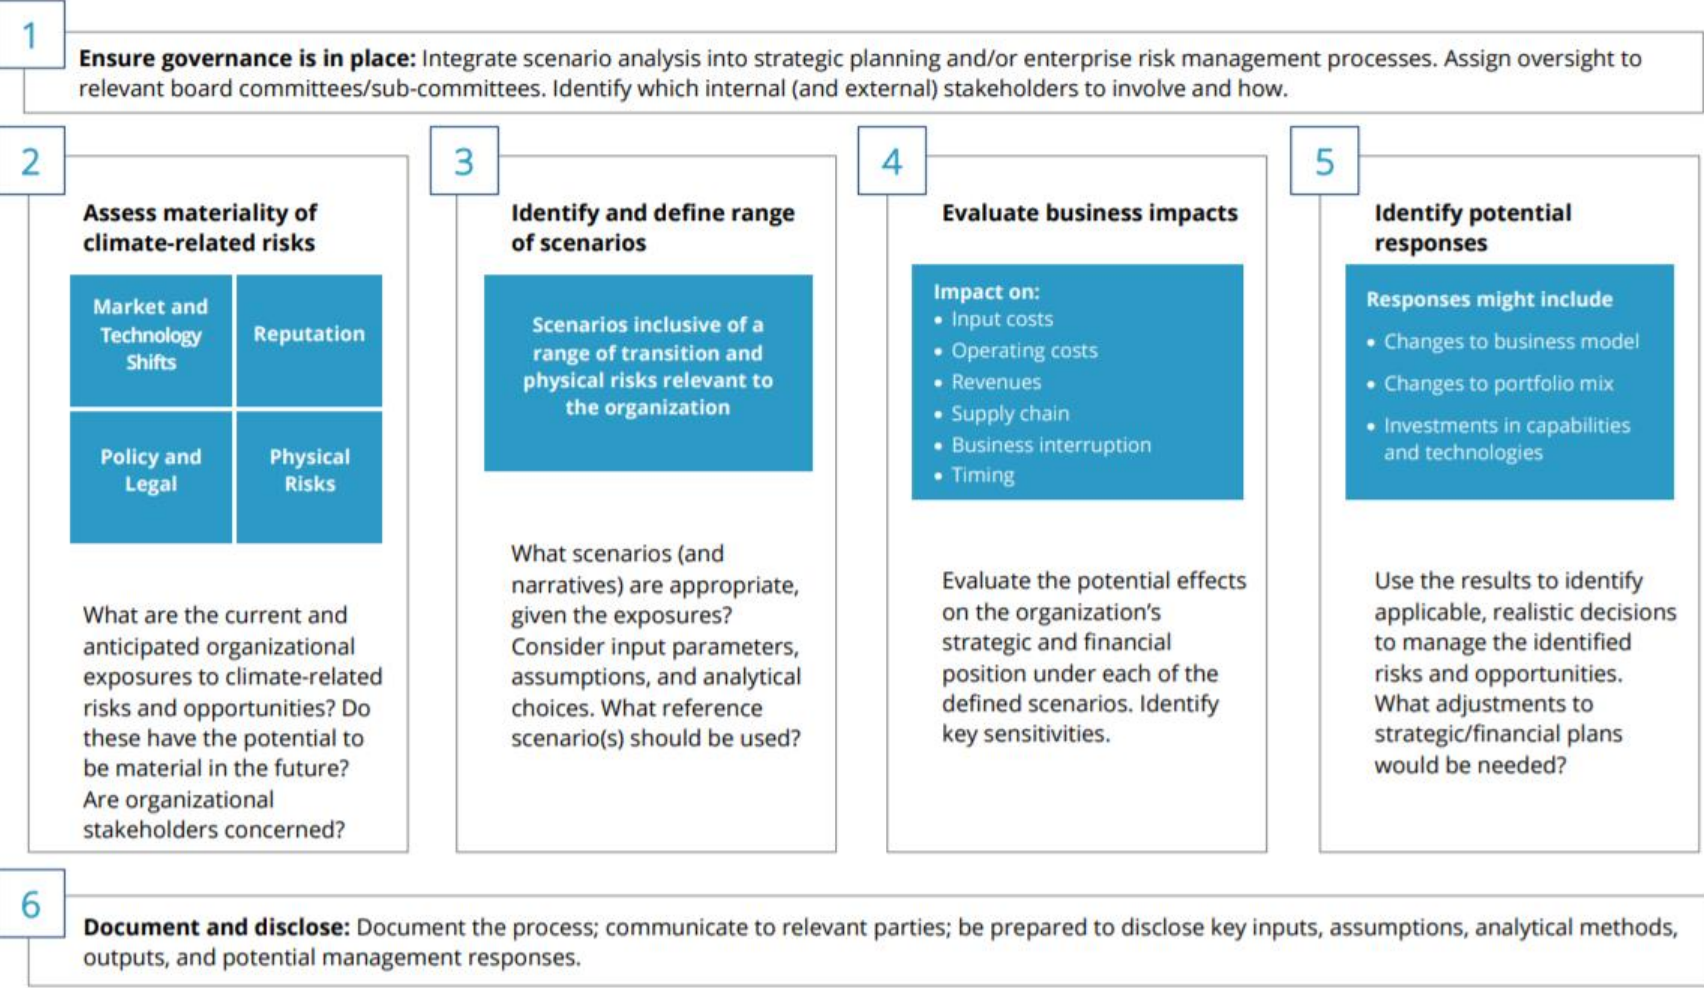 1
Ensure governance is in place: Integrate scenario analysis into strategic planning and/or enterprise risk management processes. Assign oversight to
relevant board committees/sub-committees. Identify which internal (and external) stakeholders to involve and how.
2
Assess materiality of
climate-related risks
Market and
Technology
Shifts
Reputation
Policy and
Legal
Physical
Risks
What are the current and
anticipated organizational
exposures to climate-related
risks and opportunities? Do
these have the potential to
be material in the future?
Are organizational
stakeholders concerned?
3
Identify and define range
of scenarios
Scenarios inclusive of a
range of transition and
physical risks relevant to
the organization
What scenarios (and
narratives) are appropriate,
given the exposures?
Consider input parameters,
assumptions, and analytical
choices. What reference
scenario(s) should be used?
4
Evaluate business impacts
Impact on:
• Input costs
• Operating costs
• Revenues
• Supply chain
• Business interruption
• Timing
Evaluate the potential effects
on the organization's
strategic and financial
position under each of the
defined scenarios. Identify
key sensitivities.
5
Identify potential
responses
Responses might include
• Changes to business model
• Changes to portfolio mix
• Investments in capabilities
and technologies
Use the results to identify
applicable, realistic decisions
to manage the identified
risks and opportunities.
What adjustments to
strategic/financial plans
would be needed?
6
Document and disclose: Document the process; communicate to relevant parties; be prepared to disclose key inputs, assumptions, analytical methods,
outputs, and potential management responses.